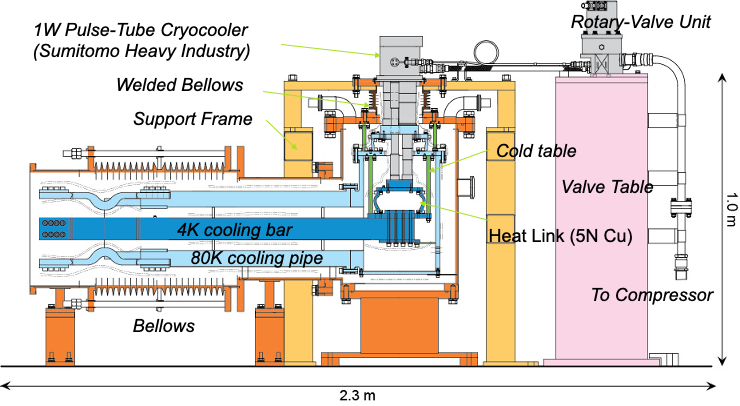 1W Pulse-Tube Cryocooler
(Sumitomo Heavy Industry)
Rotary-Valve Unit
Welded Bellows
Support Frame
Cold table
Valve Table
1.0 m
4K cooling bar
Heat Link (5N Cu)
80K cooling pipe
To Compressor
Bellows
2.3 m